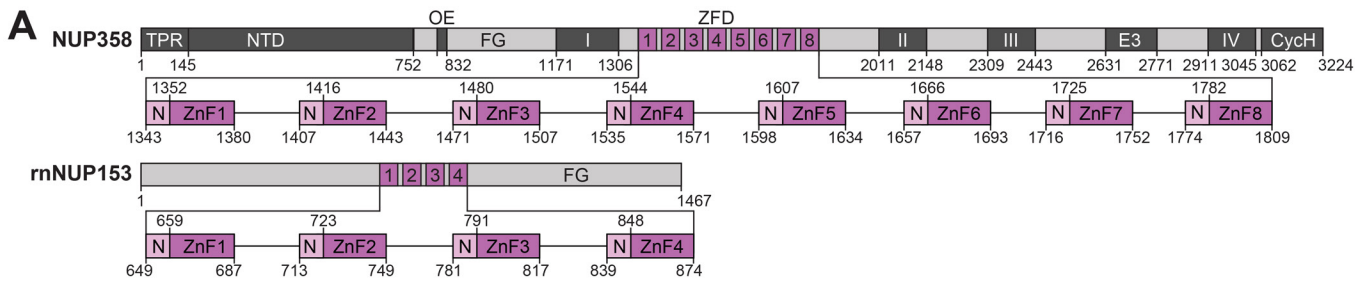 A
OE ZFD
NUP358 TPR NTD FG I 1 2 3 4 5 6 7 8 II III E3 IV CycH
1 145 752 832 1171 1306 2011 2148 2309 2443 2631 2771 2911 3045 3062 3224
1352 1416 1480 1544 1607 1666 1725 1782
N ZnF1 N ZnF2 N ZnF3 N ZnF4 N ZnF5 N ZnF6 N ZnF7 N ZnF8
1343 1380 1407 1443 1471 1507 1535 1571 1598 1634 1657 1693 1716 1752 1774 1809
rnNUP153 1 2 3 4 FG
1 1467
659 723 791 848
N ZnF1 N ZnF2 N ZnF3 N ZnF4
649 687 713 749 781 817 839 874